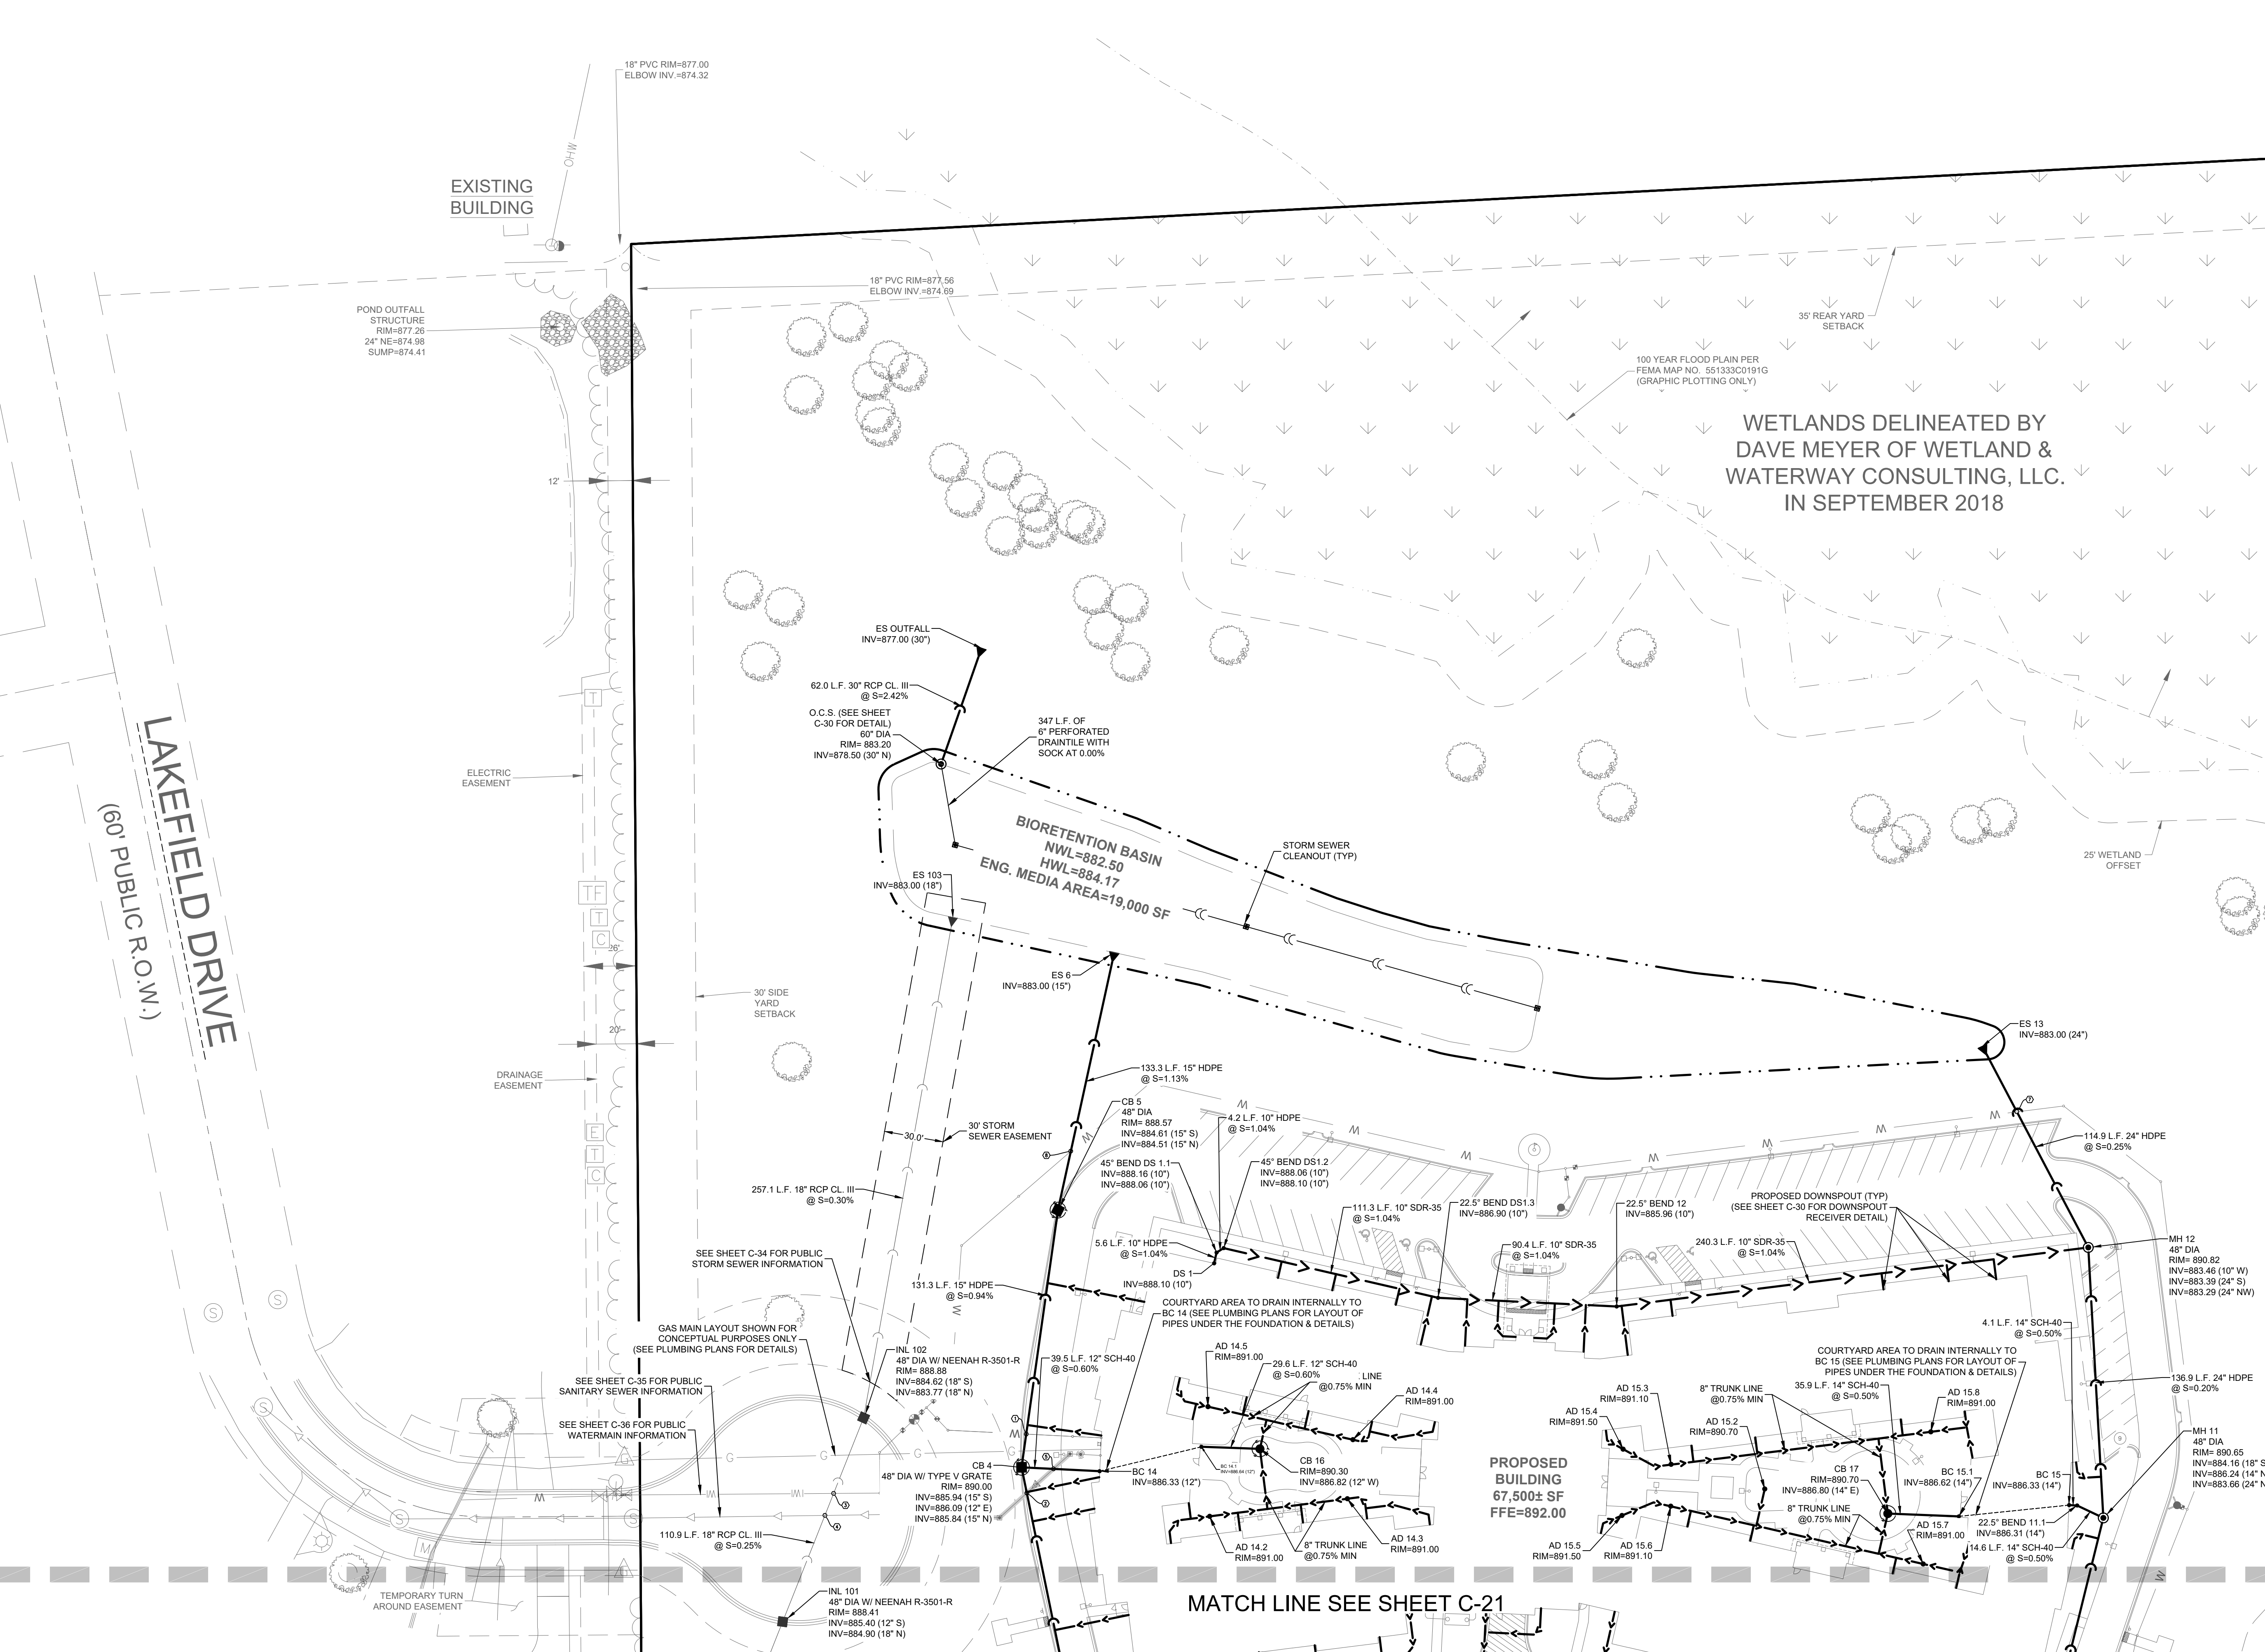 18" PVC RIM=877.00
ELBOW INV.=874.32
OHW
EXISTING
BUILDING
18" PVC RIM=877.56
ELBOW INV.=874.69
POND OUTFALL
STRUCTURE
RIM=877.26
24" NE=874.98
SUMP=874.41
35' REAR YARD
SETBACK
100 YEAR FLOOD PLAIN PER
FEMA MAP NO. 551333C0191G
(GRAPHIC PLOTTING ONLY)
WETLANDS DELINEATED BY
DAVE MEYER OF WETLAND &
WATERWAY CONSULTING, LLC.
IN SEPTEMBER 2018
12'
ES OUTFALL
INV=877.00 (30")
62.0 L.F. 30" RCP CL. III
@ S=2.42%
O.C.S. (SEE SHEET
C-30 FOR DETAIL)
60" DIA
RIM= 883.20
INV=878.50 (30" N)
347 L.F. OF
6" PERFORATED
DRAINTILE WITH
SOCK AT 0.00%
T
LAKEFIELD DRIVE
(60' PUBLIC R.O.W.)
ELECTRIC
EASEMENT
BIORETENTION BASIN
NWL=882.50
HWL=884.17
ENG. MEDIA AREA=19,000 SF
STORM SEWER
CLEANOUT (TYP)
25' WETLAND
OFFSET
ES 103
INV=883.00 (18")
TF
T
C
26'
ES 6
INV=883.00 (15")
30' SIDE
YARD
SETBACK
20'
ES 13
INV=883.00 (24")
DRAINAGE
EASEMENT
133.3 L.F. 15" HDPE
@ S=1.13%
CB 5
48" DIA
RIM= 888.57
INV=884.61 (15" S)
INV=884.51 (15" N)
4.2 L.F. 10" HDPE
@ S=1.04%
30' STORM
SEWER EASEMENT
30.0'
E
T
C
114.9 L.F. 24" HDPE
@ S=0.25%
45° BEND DS 1.1
INV=888.16 (10")
INV=888.06 (10")
45° BEND DS1.2
INV=888.06 (10")
INV=888.10 (10")
257.1 L.F. 18" RCP CL. III
@ S=0.30%
111.3 L.F. 10" SDR-35
@ S=1.04%
22.5° BEND DS1.3
INV=886.90 (10")
22.5° BEND 12
INV=885.96 (10")
PROPOSED DOWNSPOUT (TYP)
(SEE SHEET C-30 FOR DOWNSPOUT
RECEIVER DETAIL)
5.6 L.F. 10" HDPE
@ S=1.04%
90.4 L.F. 10" SDR-35
@ S=1.04%
240.3 L.F. 10" SDR-35
@ S=1.04%
MH 12
48" DIA
RIM= 890.82
INV=883.46 (10" W)
INV=883.39 (24" S)
INV=883.29 (24" NW)
SEE SHEET C-34 FOR PUBLIC
STORM SEWER INFORMATION
DS 1
INV=888.10 (10")
131.3 L.F. 15" HDPE
@ S=0.94%
COURTYARD AREA TO DRAIN INTERNALLY TO
BC 14 (SEE PLUMBING PLANS FOR LAYOUT OF
PIPES UNDER THE FOUNDATION & DETAILS)
4.1 L.F. 14" SCH-40
@ S=0.50%
GAS MAIN LAYOUT SHOWN FOR
CONCEPTUAL PURPOSES ONLY
(SEE PLUMBING PLANS FOR DETAILS)
INL 102
48" DIA W/ NEENAH R-3501-R
RIM= 888.88
INV=884.62 (18" S)
INV=883.77 (18" N)
39.5 L.F. 12" SCH-40
@ S=0.60%
AD 14.5
RIM=891.00
29.6 L.F. 12" SCH-40
@ S=0.60%
LINE
@0.75% MIN
AD 14.4
RIM=891.00
COURTYARD AREA TO DRAIN INTERNALLY TO
BC 15 (SEE PLUMBING PLANS FOR LAYOUT OF
PIPES UNDER THE FOUNDATION & DETAILS)
136.9 L.F. 24" HDPE
@ S=0.20%
SEE SHEET C-35 FOR PUBLIC
SANITARY SEWER INFORMATION
AD 15.3
RIM=891.10
8" TRUNK LINE
@0.75% MIN
35.9 L.F. 14" SCH-40
@ S=0.50%
AD 15.8
RIM=891.00
AD 15.4
RIM=891.50
AD 15.2
RIM=890.70
SEE SHEET C-36 FOR PUBLIC
WATERMAIN INFORMATION
MH 11
48" DIA
RIM= 890.65
INV=884.16 (18" S
INV=886.24 (14" N
INV=883.66 (24" N
CB 4
48" DIA W/ TYPE V GRATE
RIM= 890.00
INV=885.94 (15" S)
INV=886.09 (12" E)
INV=885.84 (15" N)
BC 14
INV=886.33 (12")
BC 14.1
INV=886.64 (12")
CB 16
RIM=890.30
INV=886.82 (12" W)
PROPOSED
BUILDING
67,500± SF
FFE=892.00
CB 17
RIM=890.70
INV=886.80 (14" E)
BC 15.1
INV=886.62 (14")
BC 15
INV=886.33 (14")
8" TRUNK LINE
@0.75% MIN
110.9 L.F. 18" RCP CL. III
@ S=0.25%
AD 14.2
RIM=891.00
8" TRUNK LINE
@0.75% MIN
AD 14.3
RIM=891.00
AD 15.5
RIM=891.50
AD 15.6
RIM=891.10
AD 15.7
RIM=891.00
22.5° BEND 11.1
INV=886.31 (14")
14.6 L.F. 14" SCH-40
@ S=0.50%
M
TEMPORARY TURN
AROUND EASEMENT
INL 101
48" DIA W/ NEENAH R-3501-R
RIM= 888.41
INV=885.40 (12" S)
INV=884.90 (18" N)
MATCH LINE SEE SHEET C-21